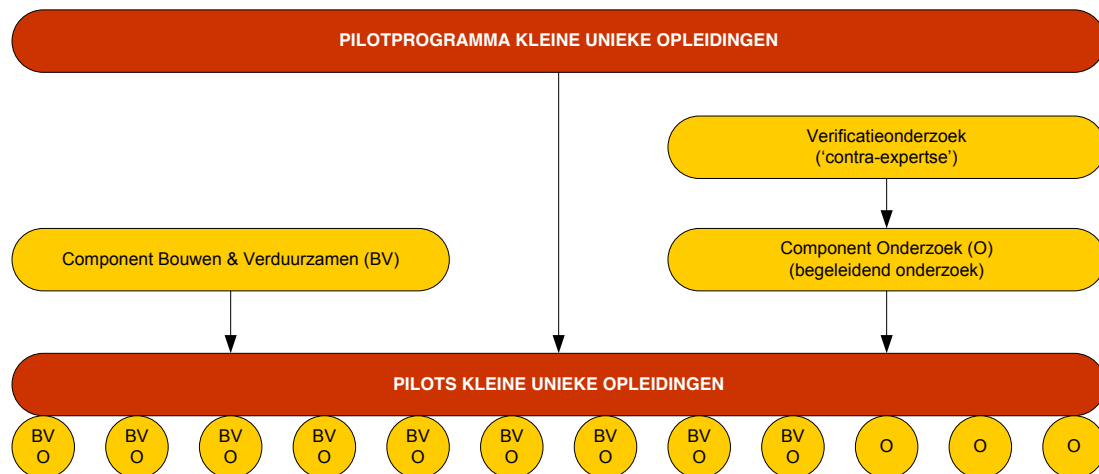 PILOTPROGRAMMA KLEINE UNIEKE OPLEIDINGEN
Verificatieonderzoek
(‘contra-expertse’)
Component Bouwen & Verduurzamen (BV)
Component Onderzoek (O)
(begeleidend onderzoek)
PILOTS KLEINE UNIEKE OPLEIDINGEN
BV
O
BV
O
BV
O
BV
O
BV
O
BV
O
BV
O
BV
O
BV
O
O
O
O